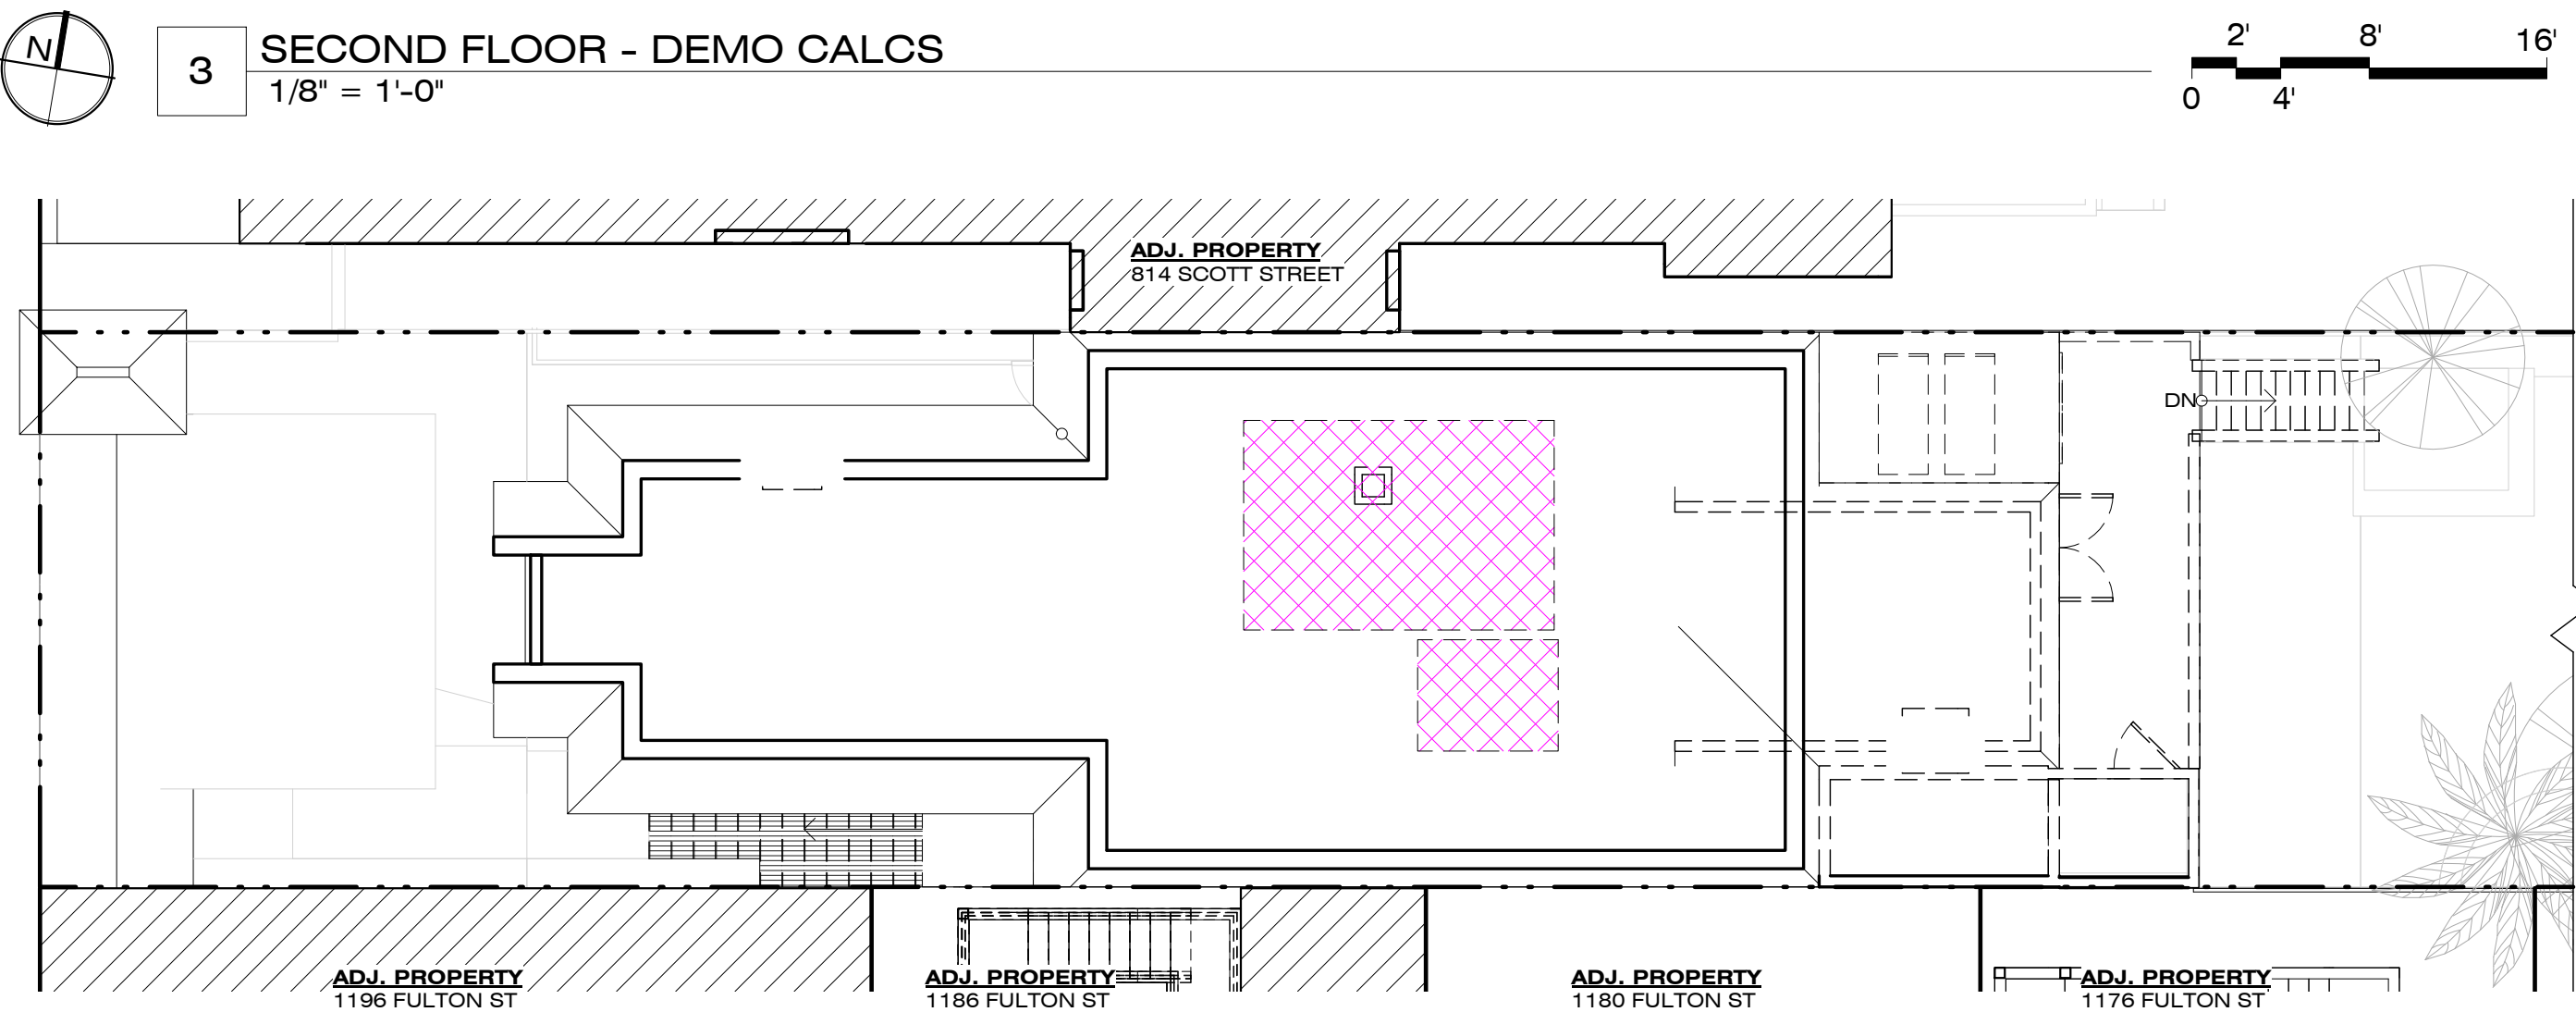 N
3
SECOND FLOOR - DEMO CALCS
1/8" = 1'-0"
2'
8'
16'
0
4'
ADJ. PROPERTY
814 SCOTT STREET
DN
ADJ. PROPERTY
1196 FULTON ST
ADJ. PROPERTY
1186 FULTON ST
ADJ. PROPERTY
1180 FULTON ST
ADJ. PROPERTY
1176 FULTON ST